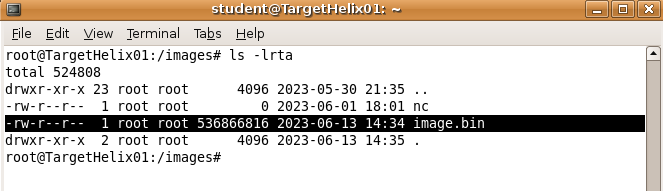 student@TargetHelix01: ~
File Edit View Terminal Tabs Help
root@TargetHelix01:/images# ls -lrta
total 524808
drwxr-xr-x 23 root root      4096 2023-05-30 21:35 ..
-rw-r--r--  1 root root         0 2023-06-01 18:01 nc
-rw-r--r--  1 root root 536866816 2023-06-13 14:34 image.bin
drwxr-xr-x  2 root root      4096 2023-06-13 14:35 .
root@TargetHelix01:/images#